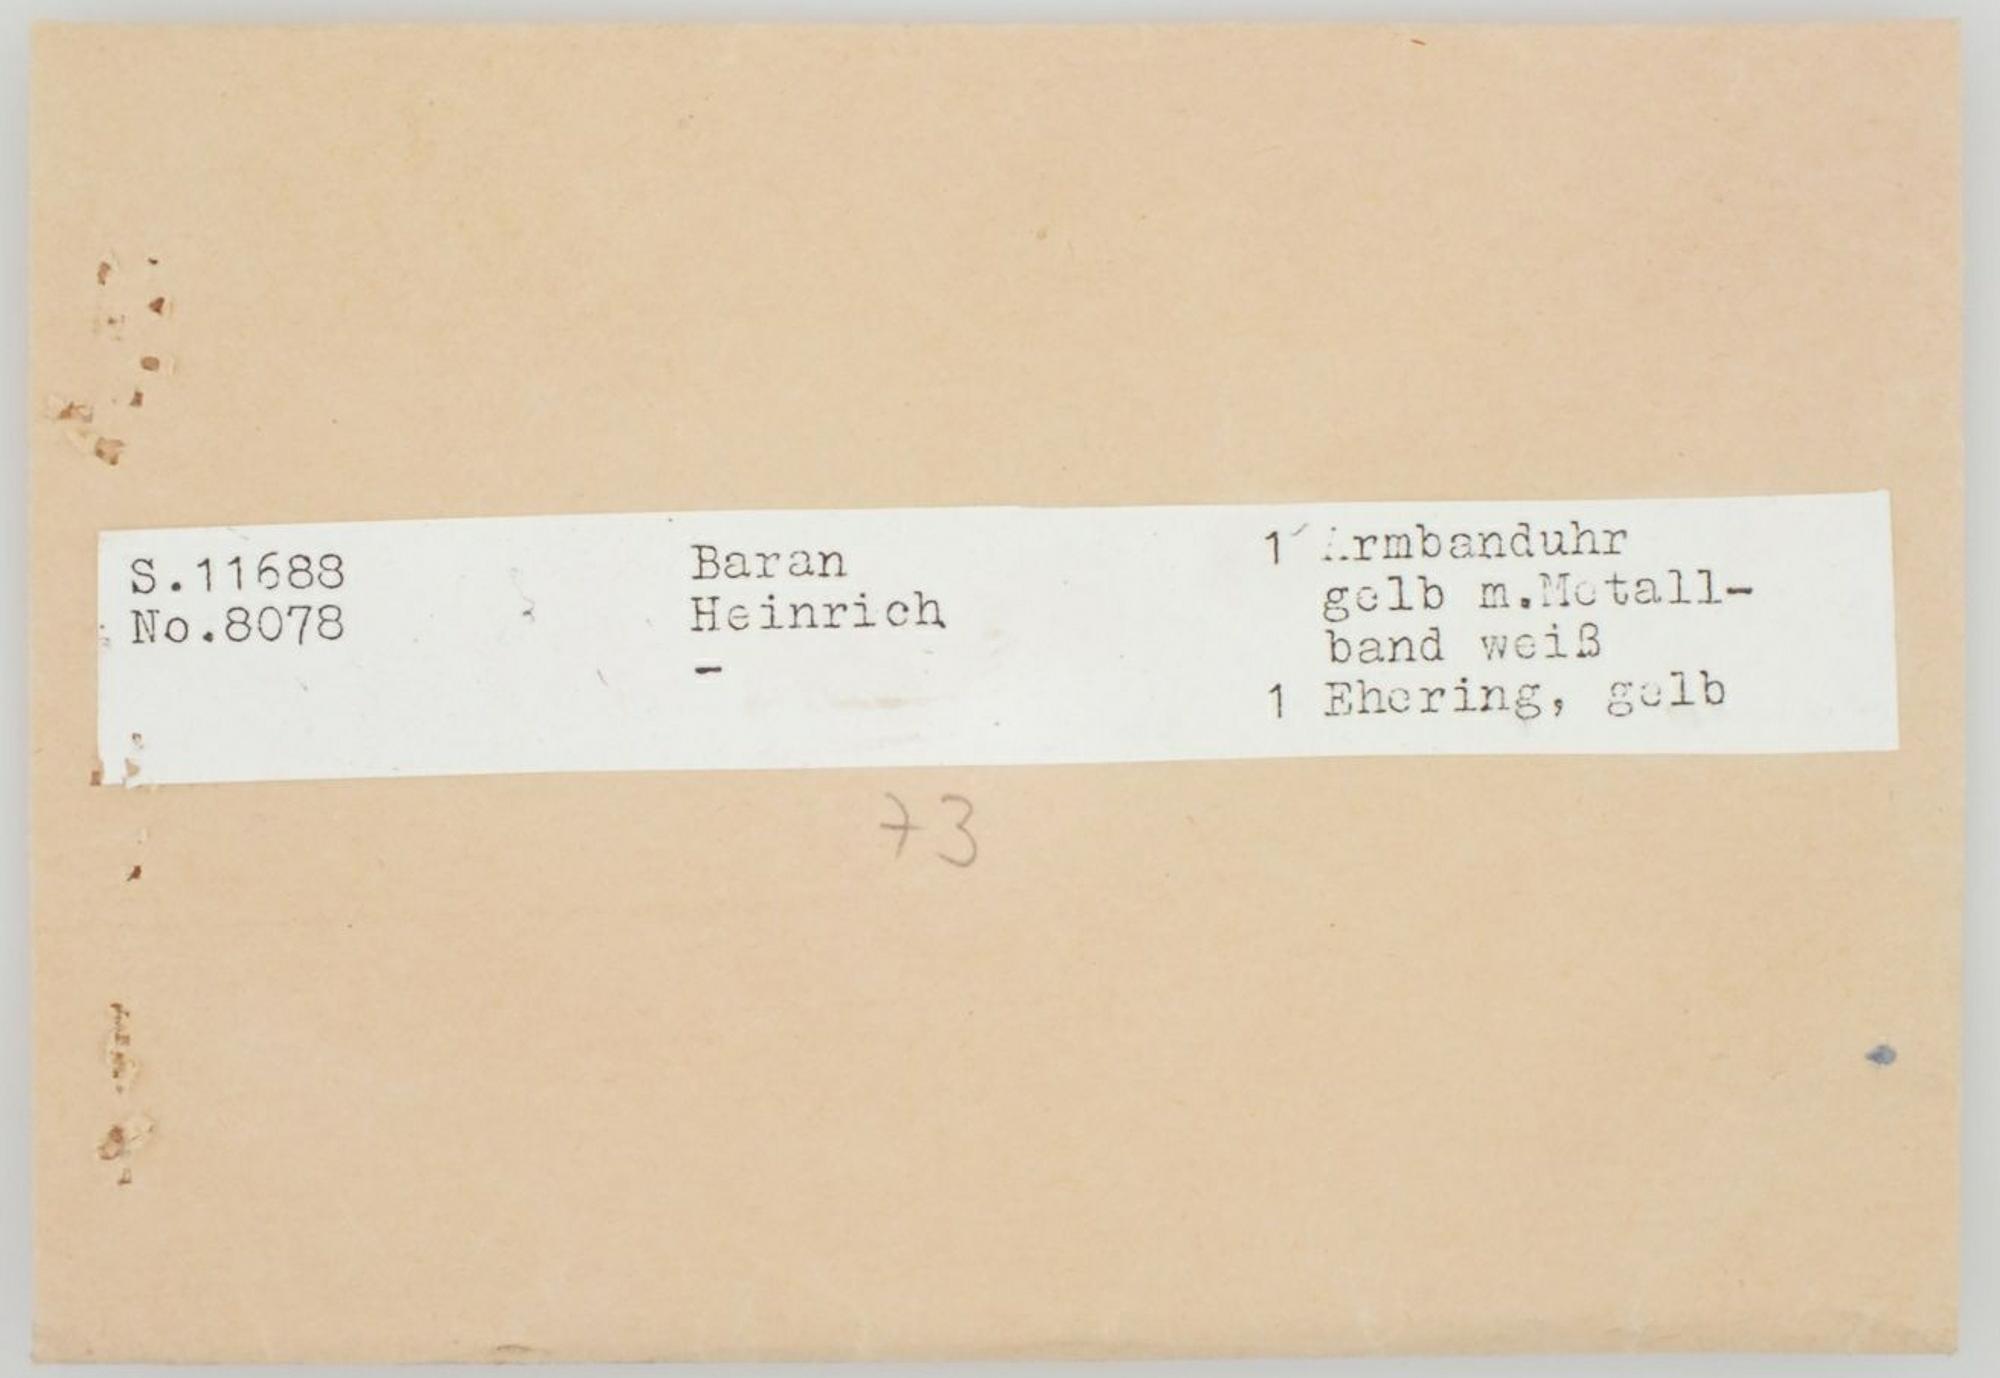 S.11688
No.8078
Baran
Heinrich
-
1 Armbanduhr
gelb m.Metall-
band weiß
1 Ehering, gelb
73